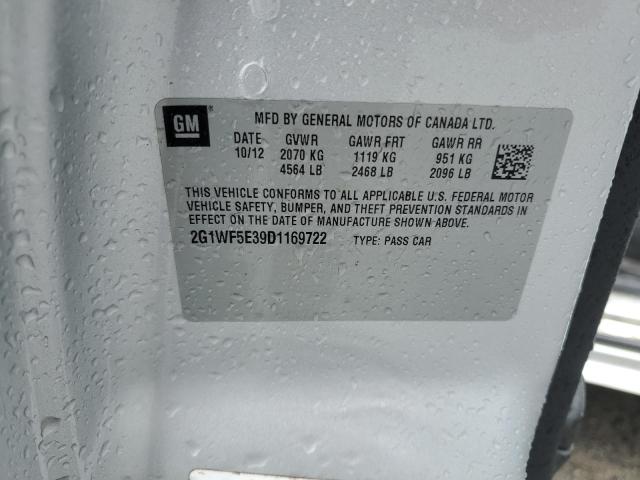 GM ®
MFD BY GENERAL MOTORS OF CANADA LTD.
DATE GVWR GAWR FRT GAWR RR
10/12 2070 KG 1119 KG 951 KG
4564 LB 2468 LB 2096 LB
THIS VEHICLE CONFORMS TO ALL APPLICABLE U.S. FEDERAL MOTOR
VEHICLE SAFETY, BUMPER, AND THEFT PREVENTION STANDARDS IN
EFFECT ON THE DATE OF MANUFACTURE SHOWN ABOVE.
2G1WF5E39D1169722 TYPE: PASS CAR